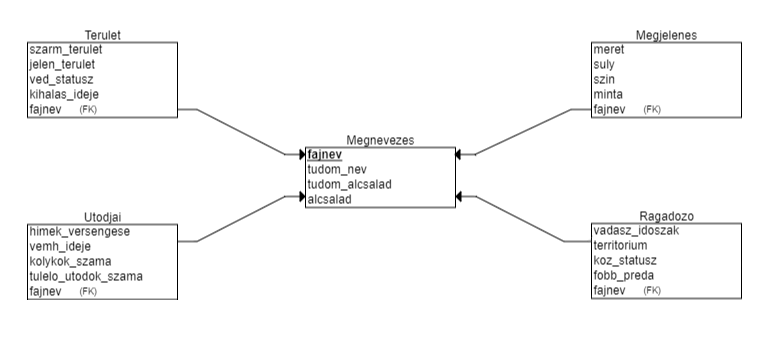 Terulet
szarm_terulet
jelen_terulet
ved_statusz
kihalas_ideje
fajnev (FK)
Megjelenes
meret
suly
szin
minta
fajnev (FK)
Megnevezes
fajnev
tudom_nev
tudom_alcsalad
alcsalad
Utodjai
himek_versengese
vemh_ideje
kolykok_szama
tulelo_utodok_szama
fajnev (FK)
Ragadozo
vadasz_idoszak
territorium
koz_statusz
fobb_preda
fajnev (FK)